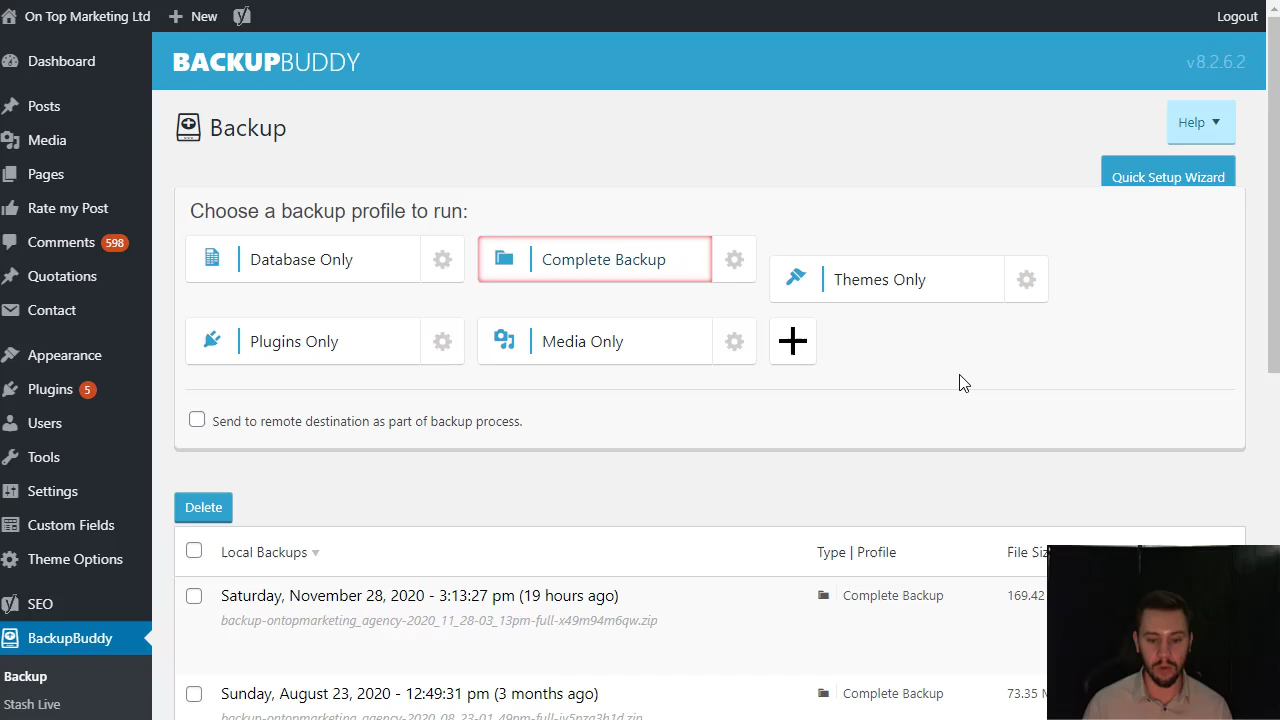 On Top Marketing Ltd
New
Logout
Dashboard
Posts
Media
Pages
Rate my Post
Comments 598
Quotations
Contact
Appearance
Plugins 5
Users
Tools
Settings
Custom Fields
Theme Options
SEO
BackupBuddy
Backup
Stash Live
BACKUPBUDDY
v8.2.6.2
Backup
Help
Quick Setup Wizard
Choose a backup profile to run:
Database Only
Complete Backup
Themes Only
Plugins Only
Media Only
Send to remote destination as part of backup process.
Delete
Local Backups
Type | Profile
File Siz
Saturday, November 28, 2020 - 3:13:27 pm (19 hours ago)
Complete Backup
169.42
backup-ontopmarketing_agency-2020_11_28-03_13pm-full-x49m94m6qw.zip
Sunday, August 23, 2020 - 12:49:31 pm (3 months ago)
Complete Backup
73.35 M